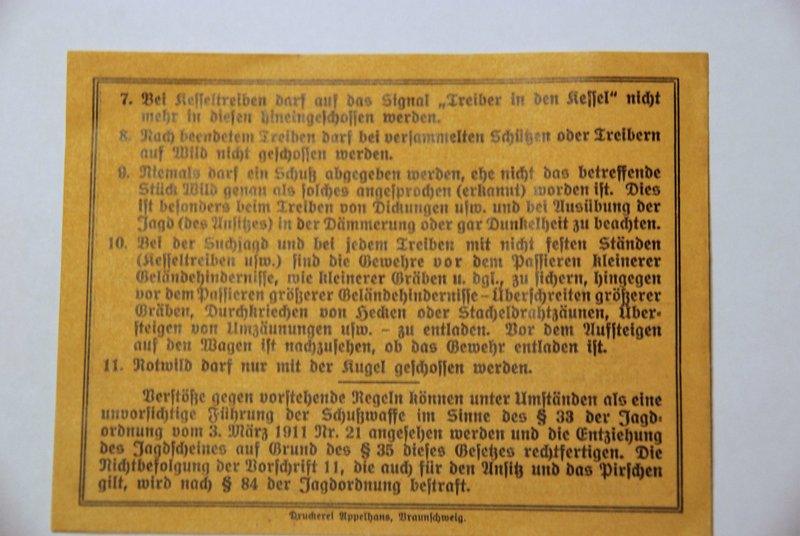 7. Bei Kesseltreiben darf auf das Signal „Treiber in den Kessel“ nicht
mehr in diesen hineingeschossen werden.
8. Nach beendetem Treiben darf bei versammelten Schützen oder Treibern
auf Wild nicht geschossen werden.
9. Niemals darf ein Schuß abgegeben werden, ehe nicht das betreffende
Stück Wild genau als solches angesprochen (erkannt) worden ist. Dies
ist besonders beim Treiben von Dickungen usw. und bei Ausübung der
Jagd (des Ansitzes) in der Dämmerung oder gar Dunkelheit zu beachten.
10. Bei der Suchjagd und bei jedem Treiben mit nicht festen Ständen
(Kesseltreiben usw.) sind die Gewehre vor dem Passieren kleinerer
Geländehindernisse, wie kleinerer Gräben u. dgl., zu sichern, hingegen
vor dem Passieren größerer Geländehindernisse – Überschreiten größerer
Gräben, Durchkriechen von Hecken oder Stacheldrahtzäunen, Über-
steigen von Umzäunungen usw. – zu entladen. Vor dem Aufsteigen
auf den Wagen ist nachzusehen, ob das Gewehr entladen ist.
11. Rotwild darf nur mit der Kugel geschossen werden.
Verstöße gegen vorstehende Regeln können unter Umständen als eine
unvorsichtige Führung der Schußwaffe im Sinne des § 33 der Jagd-
ordnung vom 3. März 1911 Nr. 21 angesehen werden und die Entziehung
des Jagdscheines auf Grund des § 35 dieses Gesetzes rechtfertigen. Die
Nichtbefolgung der Vorschrift 11, die auch für den Ansitz und das Pirschen
gilt, wird nach § 84 der Jagdordnung bestraft.
Druckerei Appelhans, Braunschweig.